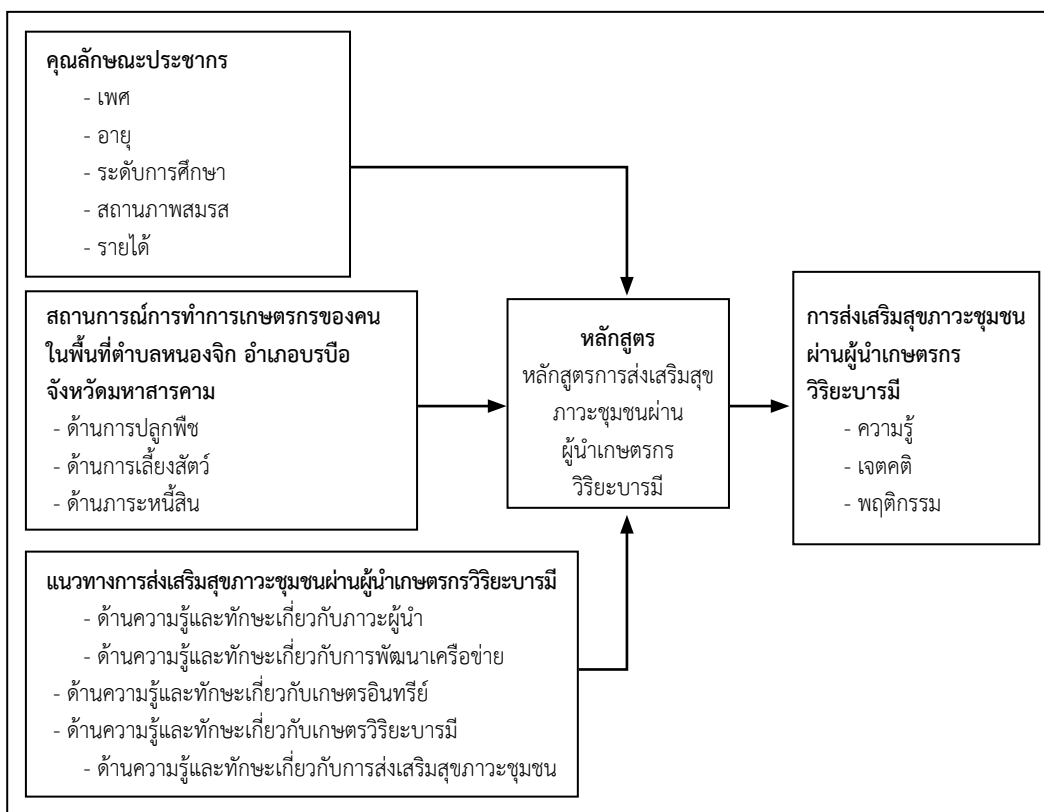 คุณลักษณะประชากร
- เพศ
- อายุ
- ระดับการศึกษา
- สถานภาพสมรส
- รายได้
สถานการณ์การทำการเกษตรกรของคน
ในพื้นที่ตำบลหนองจิก อำเภอบรบือ
จังหวัดมหาสารคาม
- ด้านการปลูกพืช
- ด้านการเลี้ยงสัตว์
- ด้านภาระหนี้สิน
แนวทางการส่งเสริมสุขภาวะชุมชนผ่านผู้นำเกษตรกรวิริยะบารมี
- ด้านความรู้และทักษะเกี่ยวกับภาวะผู้นำ
- ด้านความรู้และทักษะเกี่ยวกับการพัฒนาเครือข่าย
- ด้านความรู้และทักษะเกี่ยวกับเกษตรอินทรีย์
- ด้านความรู้และทักษะเกี่ยวกับเกษตรวิริยะบารมี
- ด้านความรู้และทักษะเกี่ยวกับการส่งเสริมสุขภาวะชุมชน
หลักสูตร
หลักสูตรการส่งเสริมสุข
ภาวะชุมชนผ่าน
ผู้นำเกษตรกร
วิริยะบารมี
การส่งเสริมสุขภาวะชุมชน
ผ่านผู้นำเกษตรกร
วิริยะบารมี
- ความรู้
- เจตคติ
- พฤติกรรม